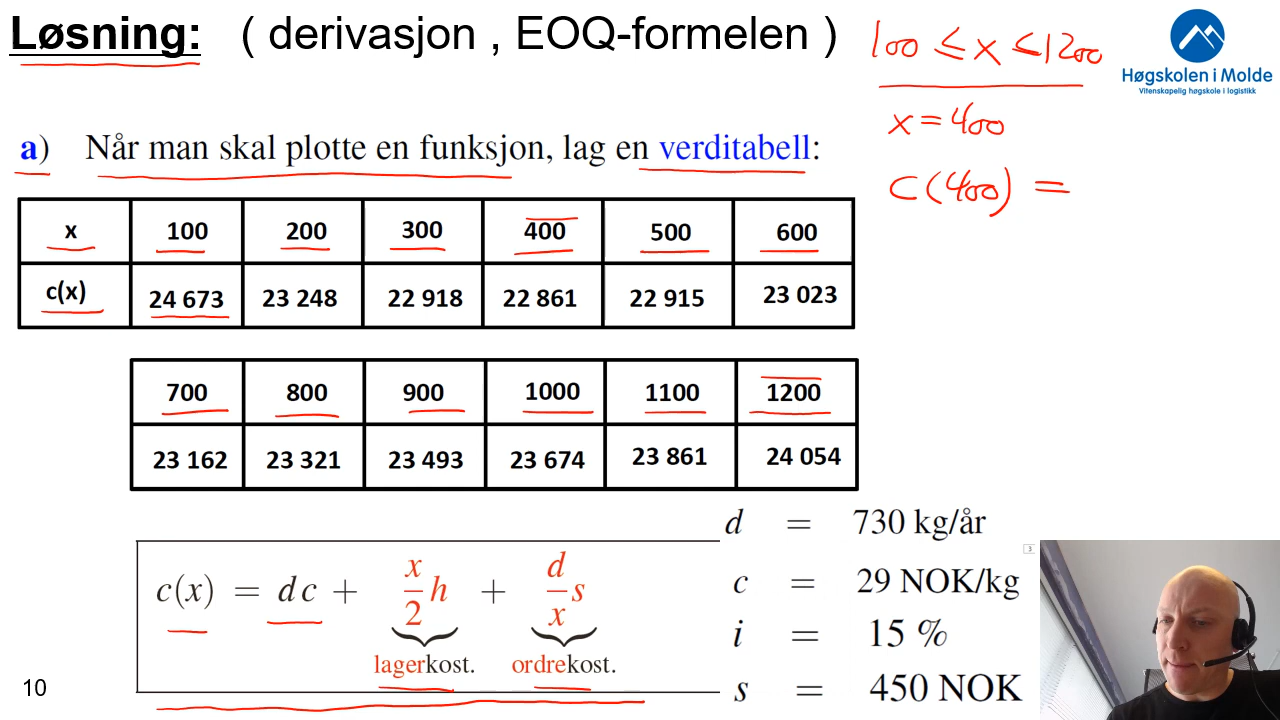 Løsning: ( derivasjon , EOQ-formelen )
100 ≤ x ≤ 1200
Høgskolen i Molde
Vitenskapelig høgskole i logistikk
x = 400
a) Når man skal plotte en funksjon, lag en verditabell:
c(400) =
x 100 200 300 400 500 600
c(x) 24 673 23 248 22 918 22 861 22 915 23 023
700 800 900 1000 1100 1200
23 162 23 321 23 493 23 674 23 861 24 054
c(x) = dc + x/2 h + d/x s
lagerkost. ordrekost.
d = 730 kg/år
c = 29 NOK/kg
i = 15 %
s = 450 NOK
3
10